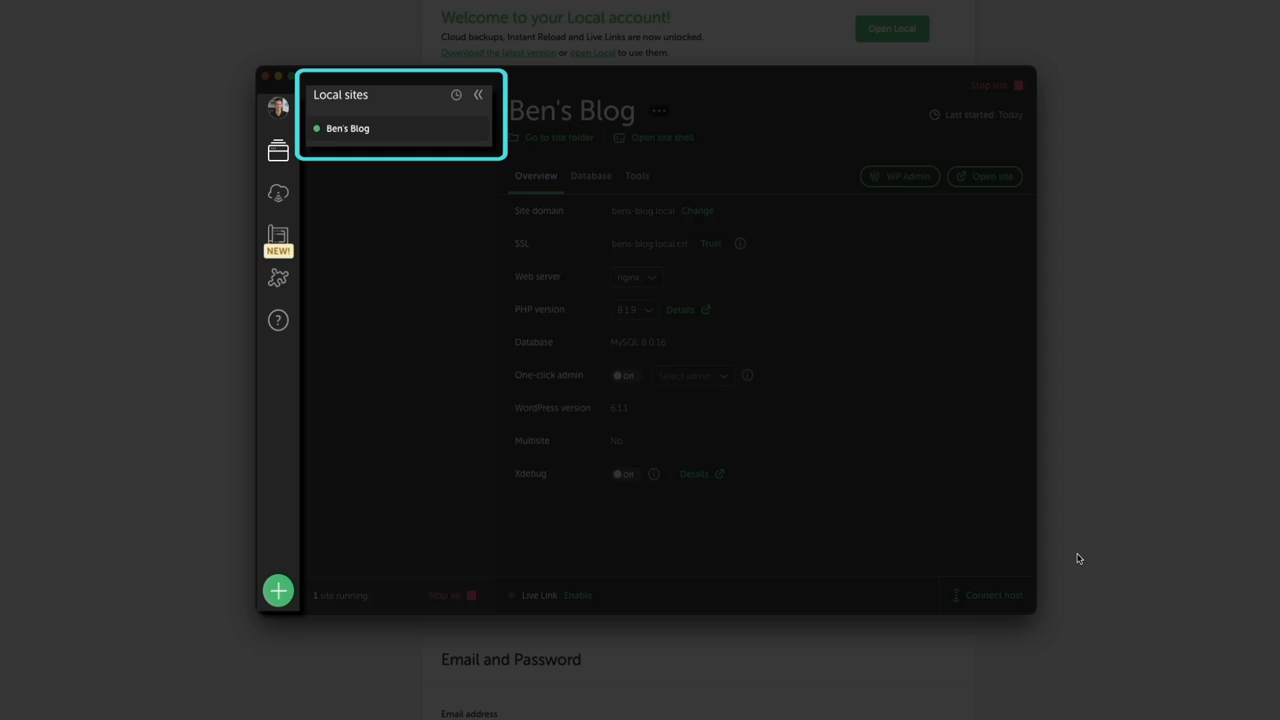 Welcome to your Local account!
Cloud backups, Instant Reload and Live Links are now unlocked.
Open Local
Download the latest version or open Local to use them.
Local sites
Ben's Blog
NEW!
Stop site
Ben's Blog
Last started: Today
Go to site folder
Open site shell
Overview
Database
Tools
WP Admin
Open site
Site domain
bens-blog.local Change
SSL
bens-blog.local.crt Trust
Web server
nginx
PHP version
8.1.9
Details
Database
MySQL 8.0.16
One-click admin
Off
Select admin
WordPress version
6.1.1
Multisite
No
Xdebug
Off
Details
1 site running
Stop all
Live Link Enable
Connect host
Email and Password
Email address